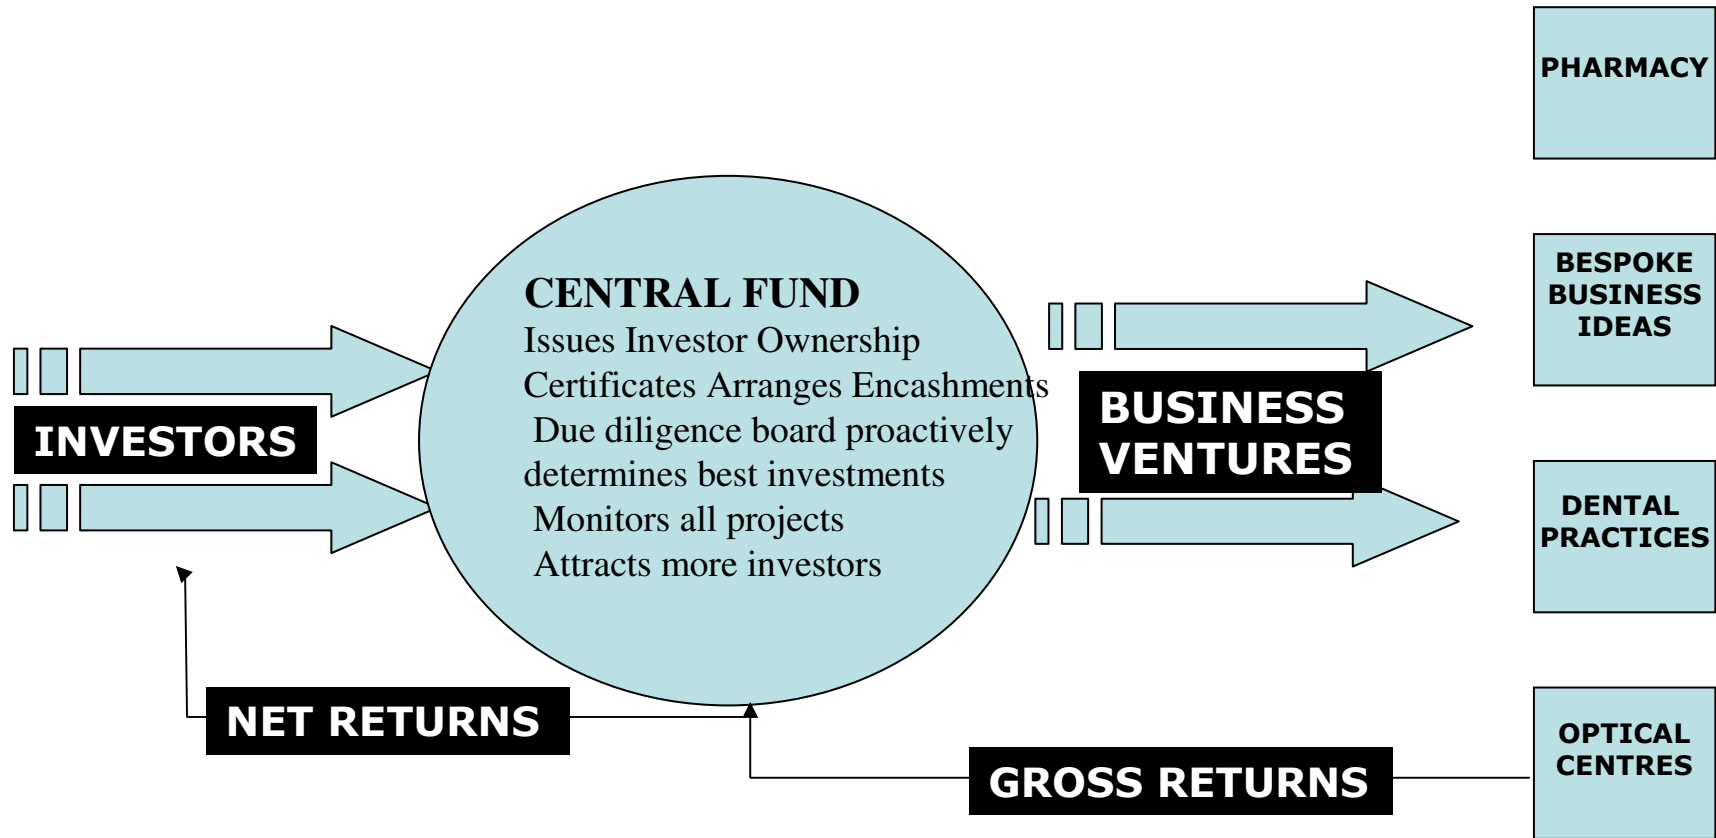 PHARMACY
BESPOKE
BUSINESS
IDEAS
CENTRAL FUND
Issues Investor Ownership
Certificates Arranges Encashments
Due diligence board proactively
determines best investments
Monitors all projects
Attracts more investors
INVESTORS
BUSINESS
VENTURES
DENTAL
PRACTICES
NET RETURNS
GROSS RETURNS
OPTICAL
CENTRES